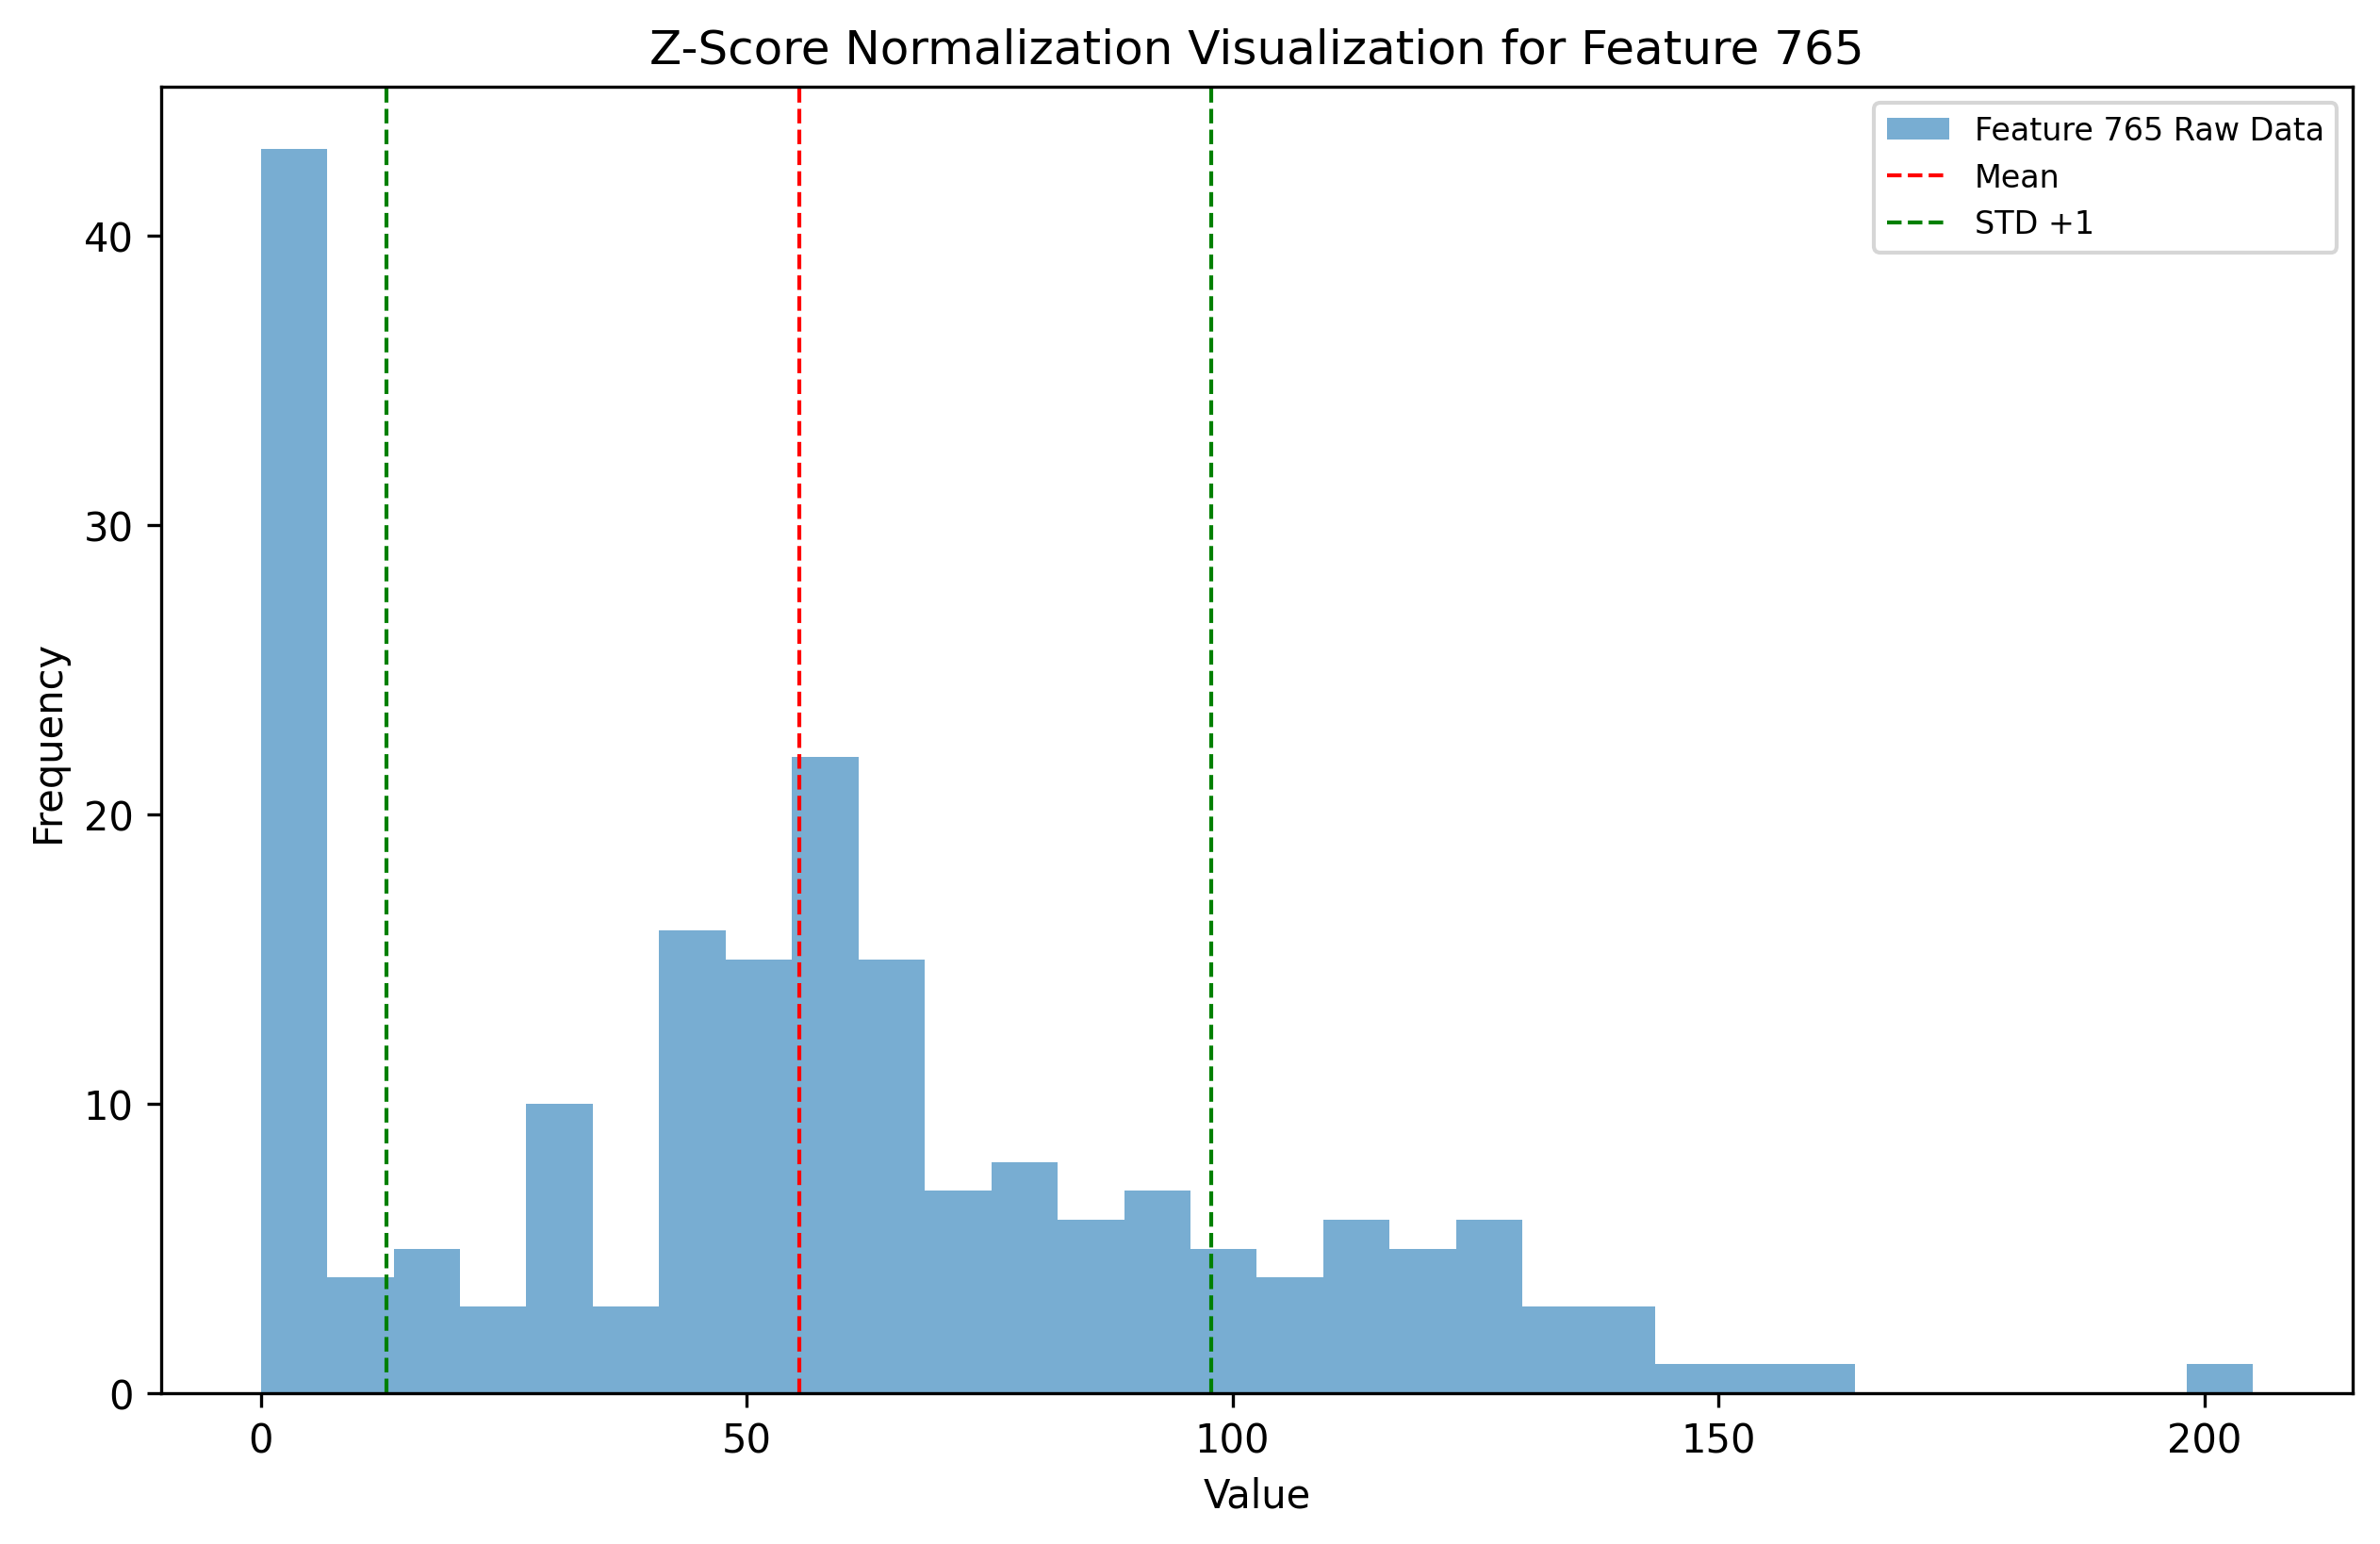 Z-Score Normalization Visualization for Feature 765
Feature 765 Raw Data
Mean
STD +1
Frequency
40
30
20
10
0
0 50 100 150 200
Value